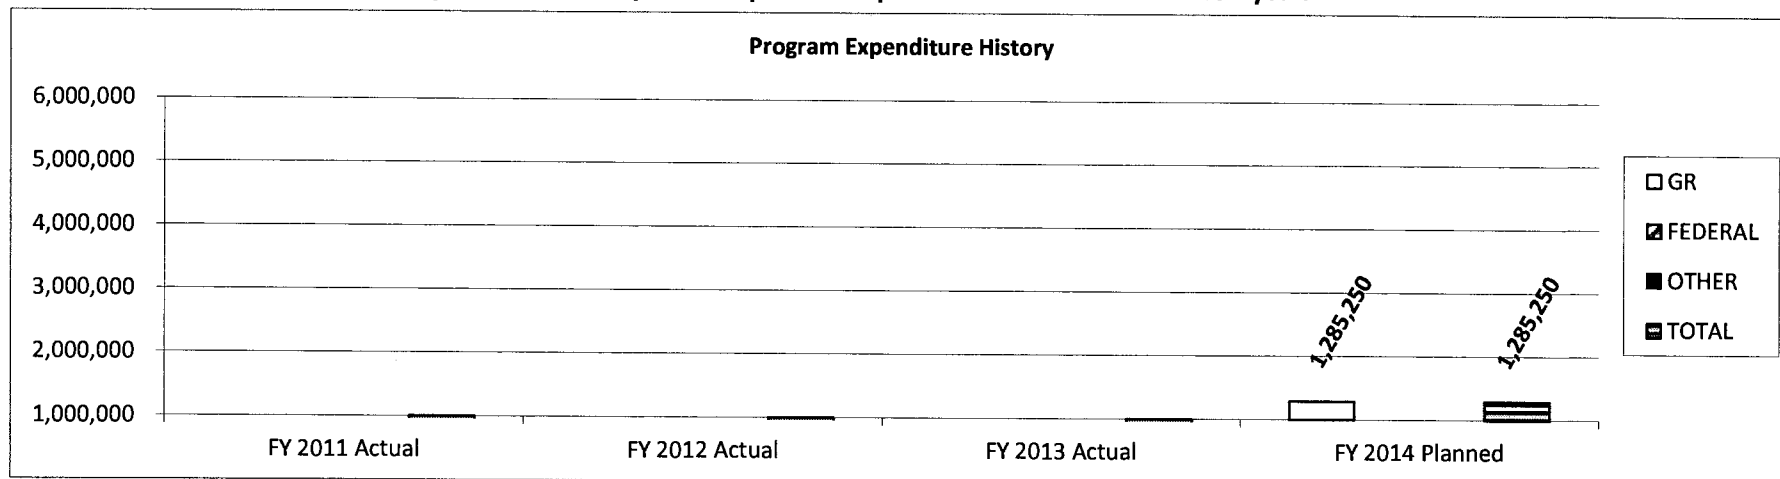 Program Expenditure History
6,000,000
5,000,000
4,000,000
3,000,000
2,000,000
1,000,000
1,285,250
1,285,250
FY 2011 Actual
FY 2012 Actual
FY 2013 Actual
FY 2014 Planned
GR
FEDERAL
OTHER
TOTAL